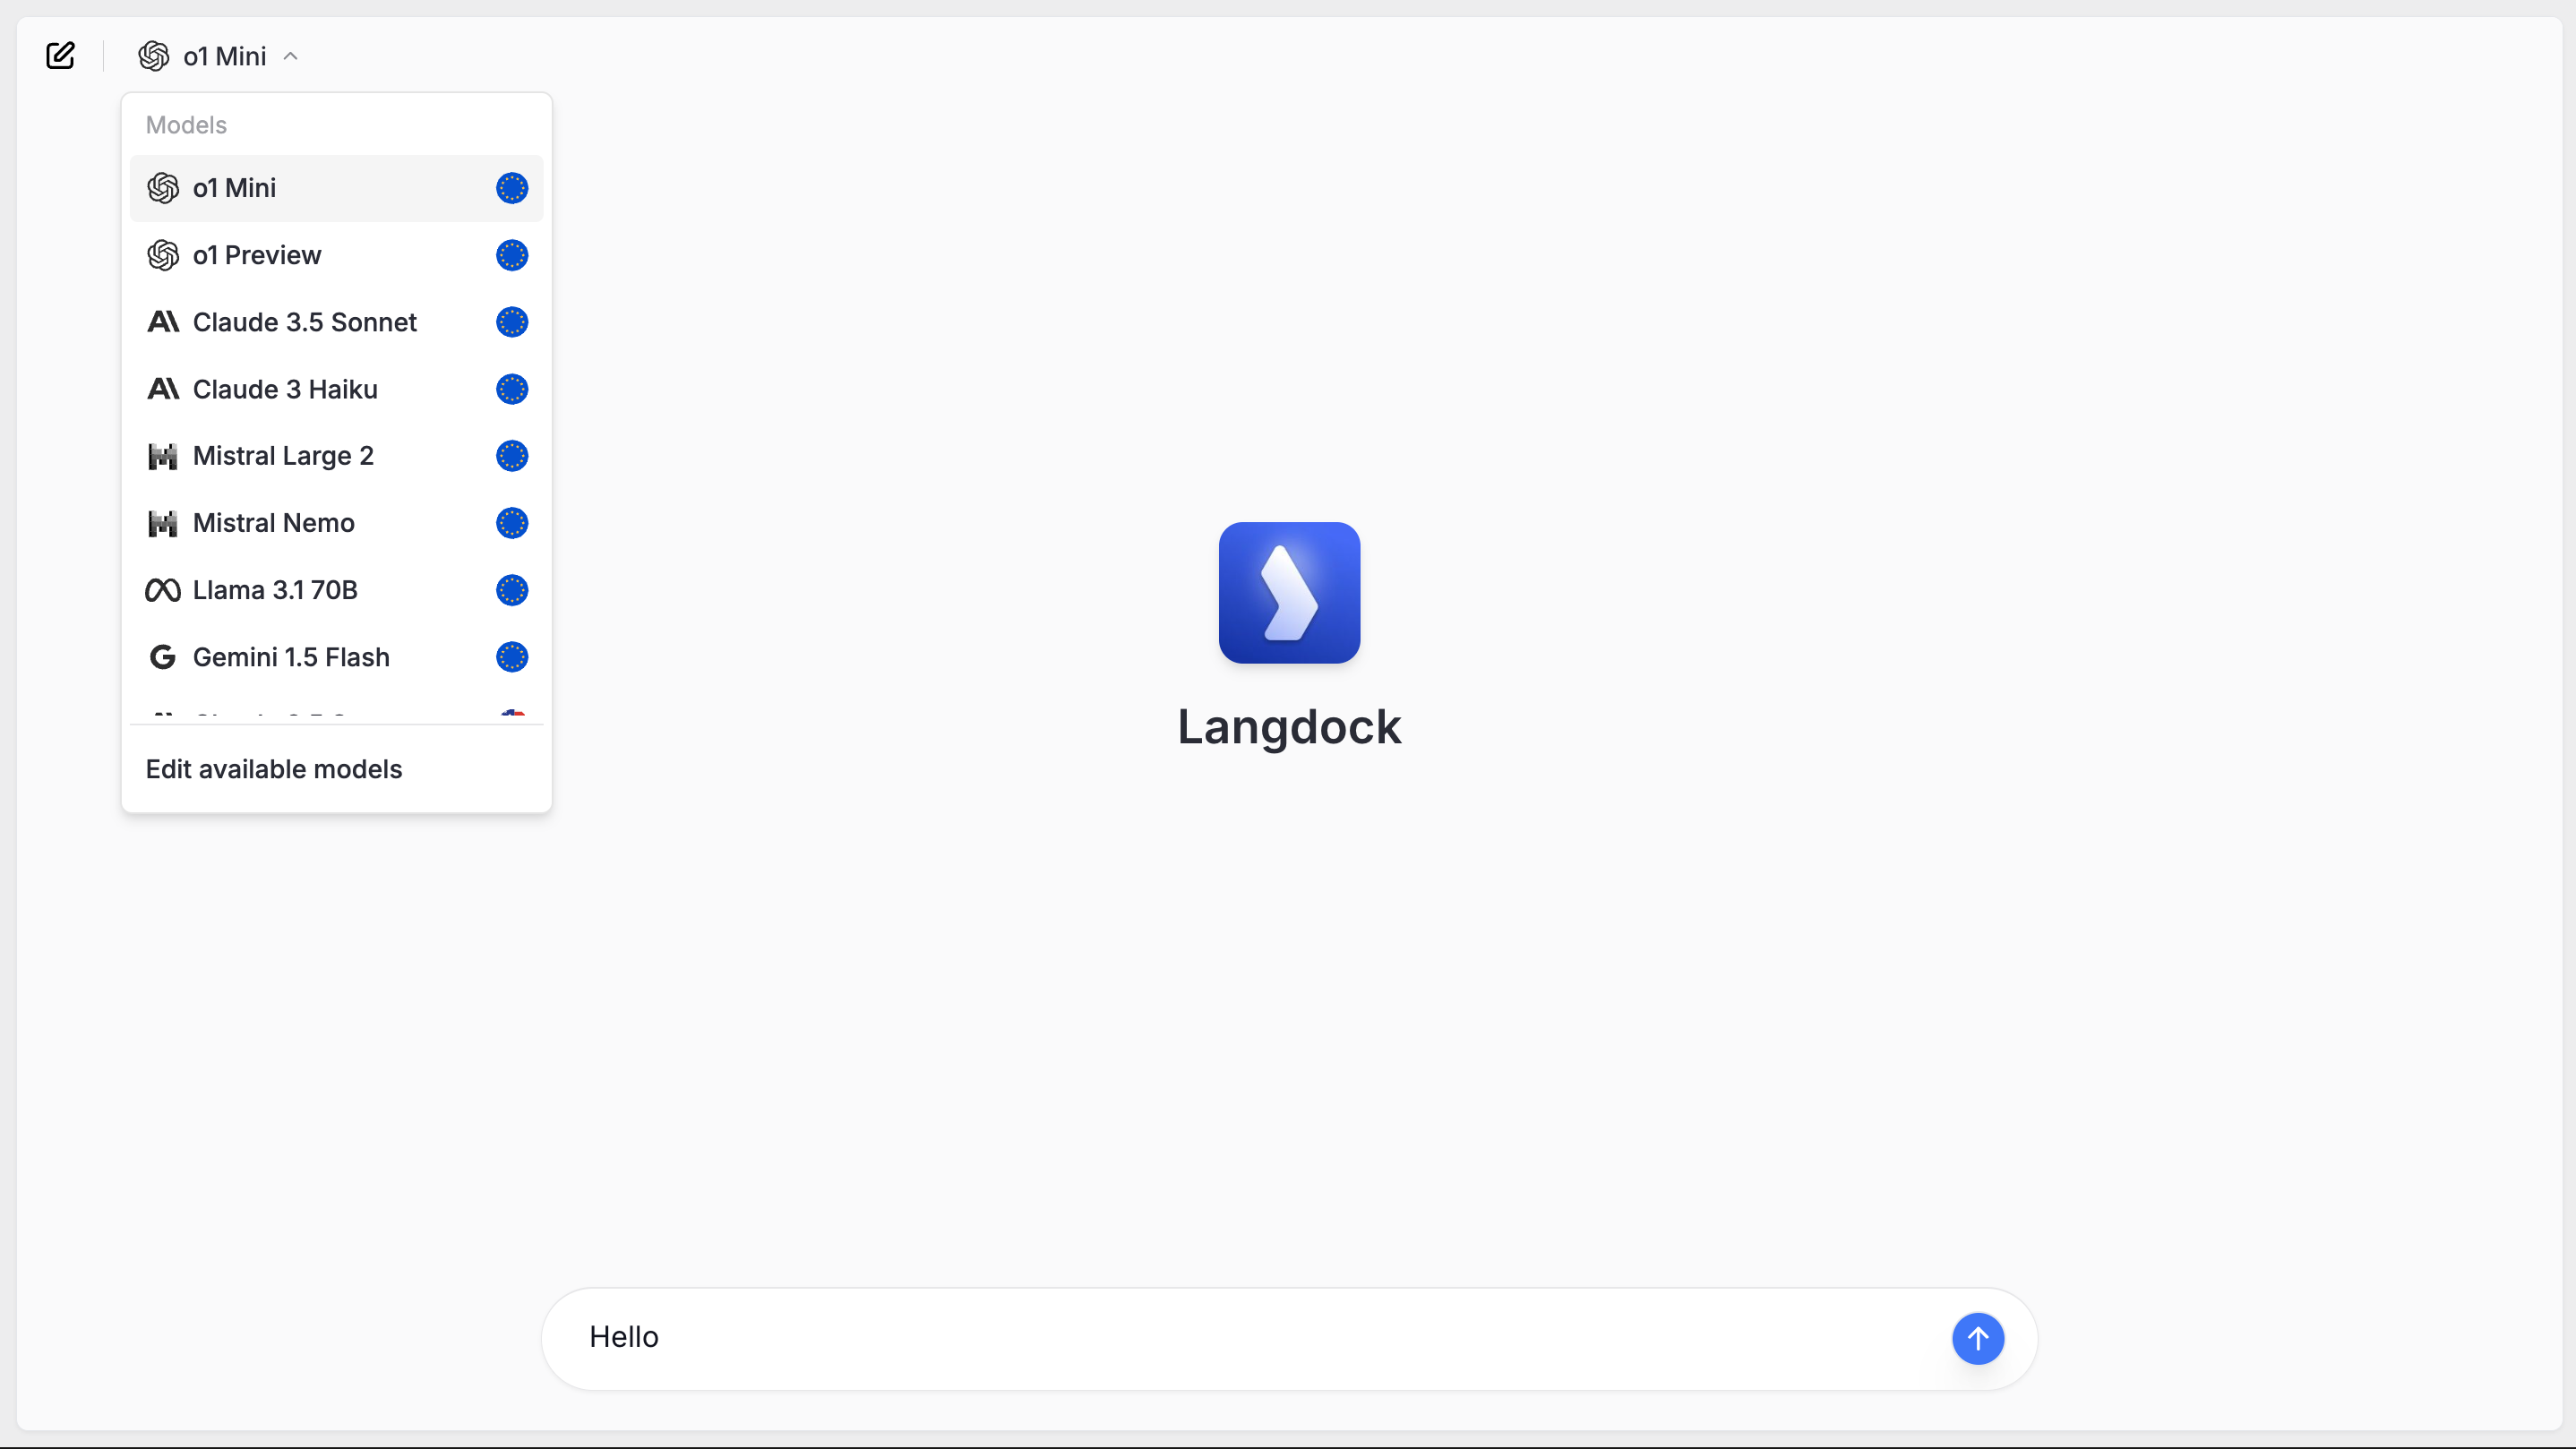 o1 Mini
Models
o1 Mini
o1 Preview
Claude 3.5 Sonnet
Claude 3 Haiku
Mistral Large 2
Mistral Nemo
Llama 3.1 70B
Gemini 1.5 Flash
Edit available models
Langdock
Hello